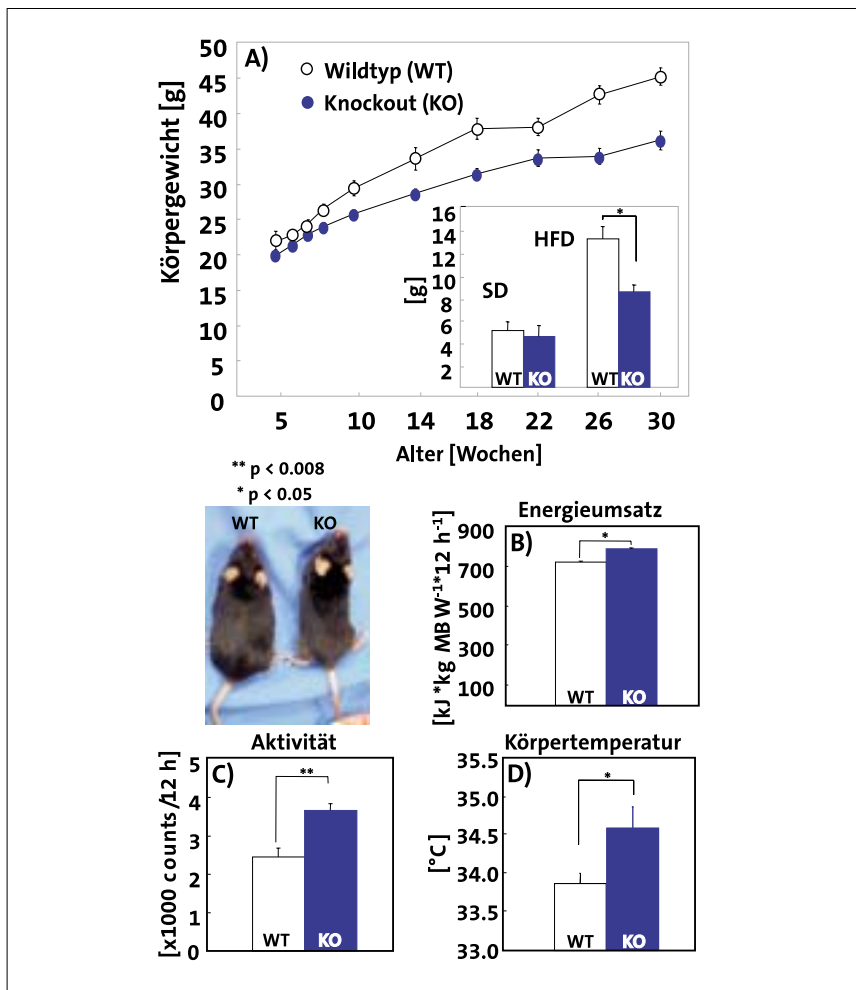 A)
Wildtyp (WT)
Knockout (KO)
Körpergewicht [g]
50
45
40
35
30
25
20
15
10
5
0
5 10 14 18 22 26 30
Alter [Wochen]
[g]
16
14
12
10
8
6
4
2
SD
HFD
*
WT KO WT KO
** p < 0.008
* p < 0.05
WT KO
Energieumsatz
B)
[kJ*kg MBW⁻¹*12 h⁻¹]
900
700
500
300
100
*
WT KO
Aktivität
C)
[x1000 counts/12 h]
5
4
3
2
1
0
**
WT KO
Körpertemperatur
D)
[°C]
35.5
35.0
34.5
34.0
33.5
33.0
*
WT KO